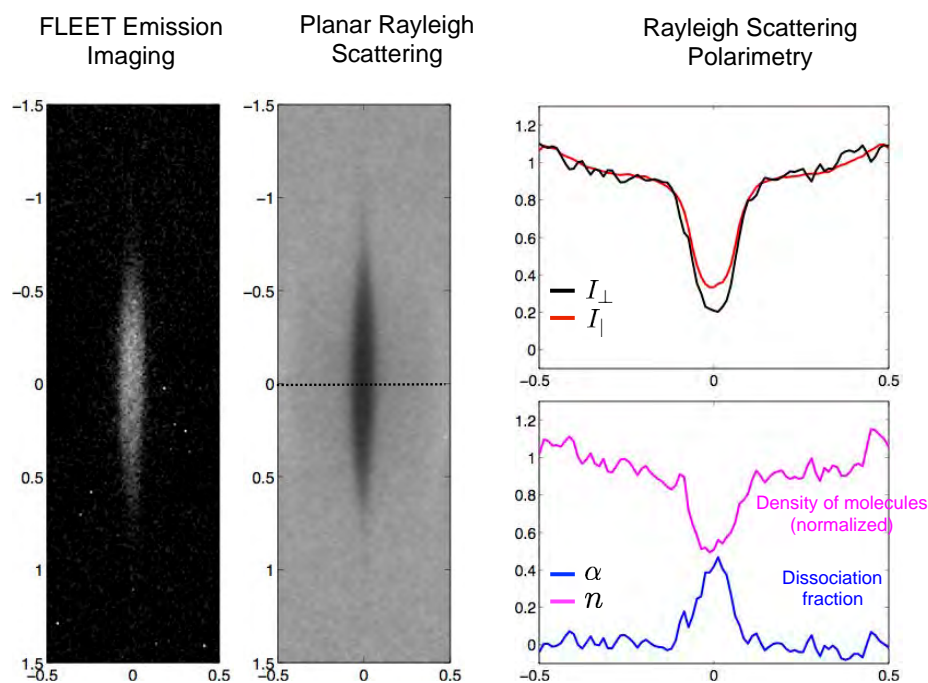 FLEET Emission
Imaging
Planar Rayleigh
Scattering
Rayleigh Scattering
Polarimetry
−1.5
−1
−0.5
0
0.5
1
1.5
−0.5
0
0.5
−1.5
−1
−0.5
0
0.5
1
1.5
−0.5
0
0.5
1.2
1
0.8
0.6
0.4
0.2
0
I⊥
I|
−0.5
0
0.5
1.2
1
0.8
0.6
0.4
0.2
0
Density of molecules
(normalized)
α
n
Dissociation
fraction
−0.5
0
0.5